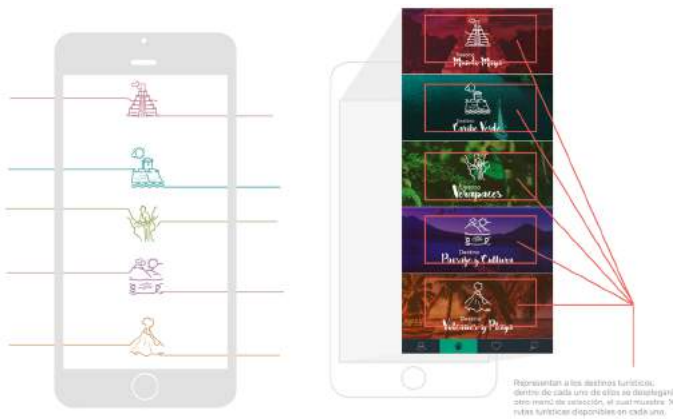 Destino
Mundo Maya
Destino
Caribe Verde
Destino
Verapaces
Destino
Paisaje y Cultura
Destino
Volcanes y Playa
Representan a los destinos turísticos,
dentro de cada uno de ellos se desplegará
otro menú de selección, el cual muestra
rutas turísticas disponibles en cada uno.